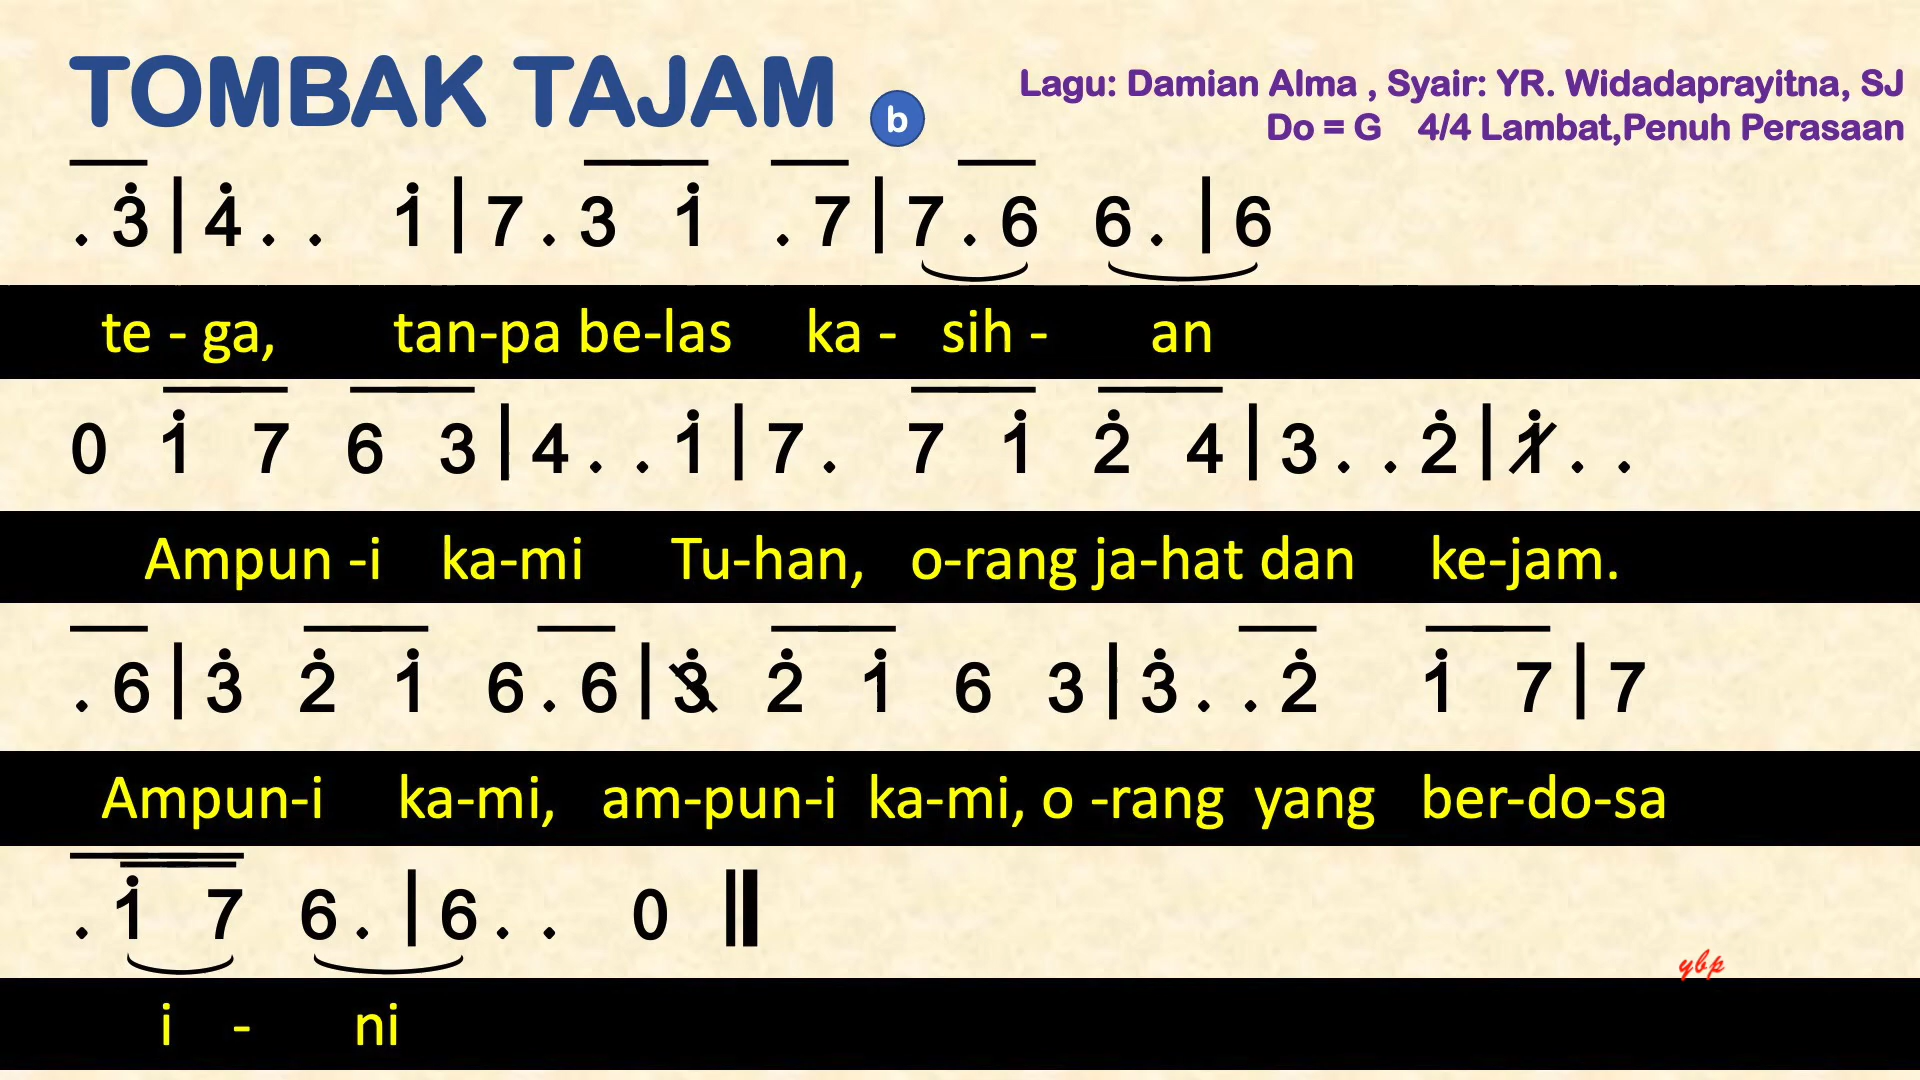 TOMBAK TAJAM b
Lagu: Damian Alma , Syair: YR. Widadaprayitna, SJ
Do = G 4/4 Lambat,Penuh Perasaan
. 3̇ | 4̇ . . 1̇ | 7 . 3 1̇ . 7 | 7 . 6 6 . | 6
te - ga, tan-pa be-las ka - sih - an
0 1̇ 7 6 3 | 4 . . 1̇ | 7 . 7 1̇ 2̇ 4 | 3 . . 2̇ | 1̸̇ . .
Ampun -i ka-mi Tu-han, o-rang ja-hat dan ke-jam.
. 6 | 3̇ 2̇ 1̇ 6 . 6 | 3⃥̇ 2̇ 1̇ 6 3 | 3̇ . . 2̇ 1̇ 7 | 7
Ampun-i ka-mi, am-pun-i ka-mi, o -rang yang ber-do-sa
. 1̇ 7 6 . | 6 . . 0 ||
ybp
i - ni